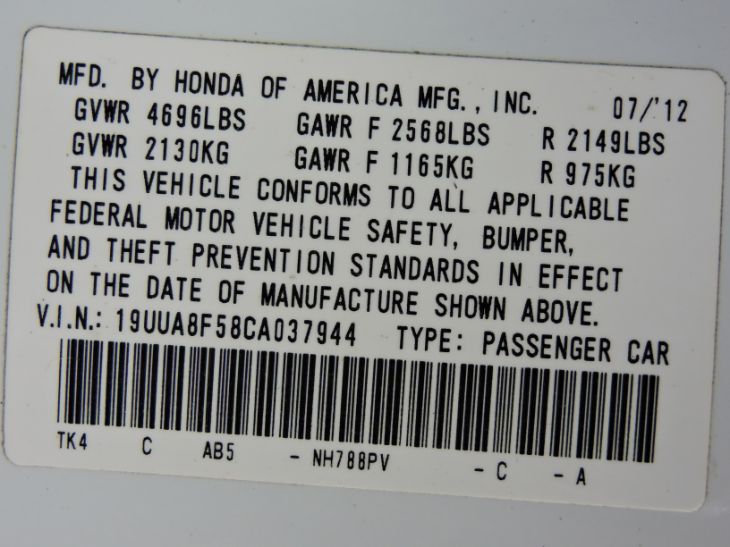 MFD. BY HONDA OF AMERICA MFG., INC. 07/'12
GVWR 4696LBS GAWR F 2568LBS R 2149LBS
GVWR 2130KG GAWR F 1165KG R 975KG
THIS VEHICLE CONFORMS TO ALL APPLICABLE
FEDERAL MOTOR VEHICLE SAFETY, BUMPER,
AND THEFT PREVENTION STANDARDS IN EFFECT
ON THE DATE OF MANUFACTURE SHOWN ABOVE.
V.I.N.: 19UUA8F58CA037944 TYPE: PASSENGER CAR
TK4 C AB5 - NH788PV - C - A